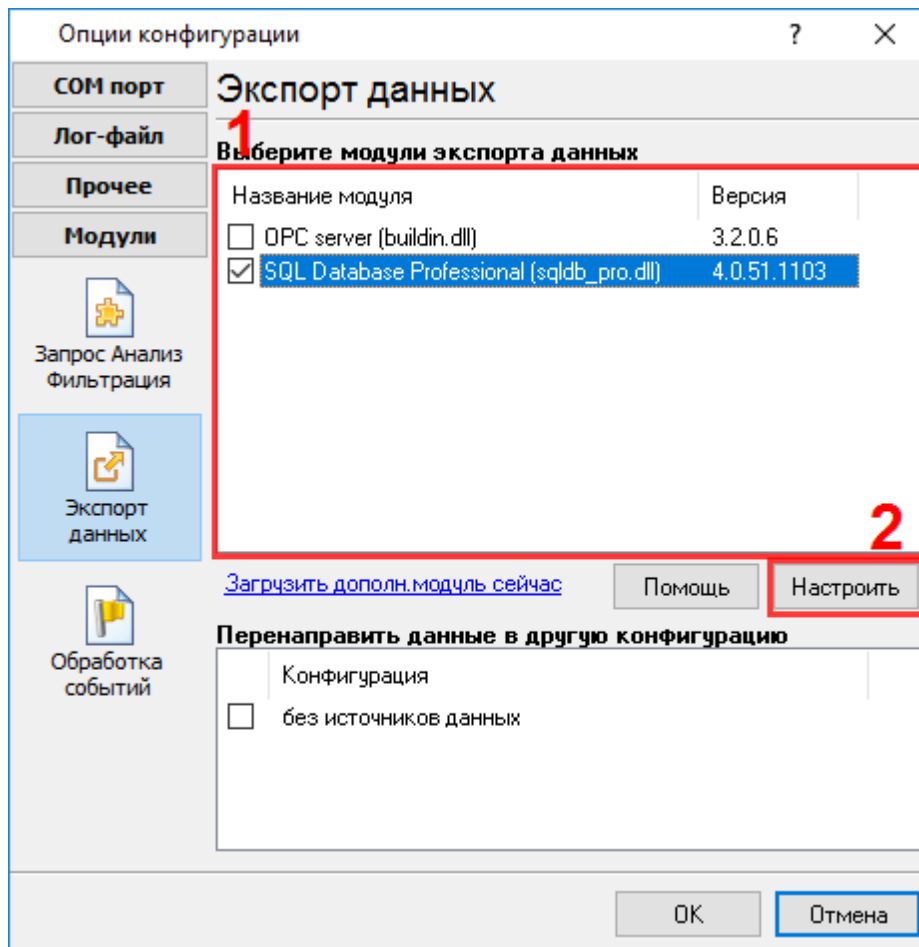 Опции конфигурации
?
COM порт
Лог-файл
Прочее
Модули
Запрос Анализ
Фильтрация
Экспорт
данных
Обработка
событий
Экспорт данных
1
Выберите модули экспорта данных
Название модуля Версия
OPC server (buildin.dll) 3.2.0.6
SQL Database Professional (sqldb_pro.dll) 4.0.51.1103
2
Загрузить дополн.модуль сейчас
Помощь
Настроить
Перенаправить данные в другую конфигурацию
Конфигурация
без источников данных
OK
Отмена